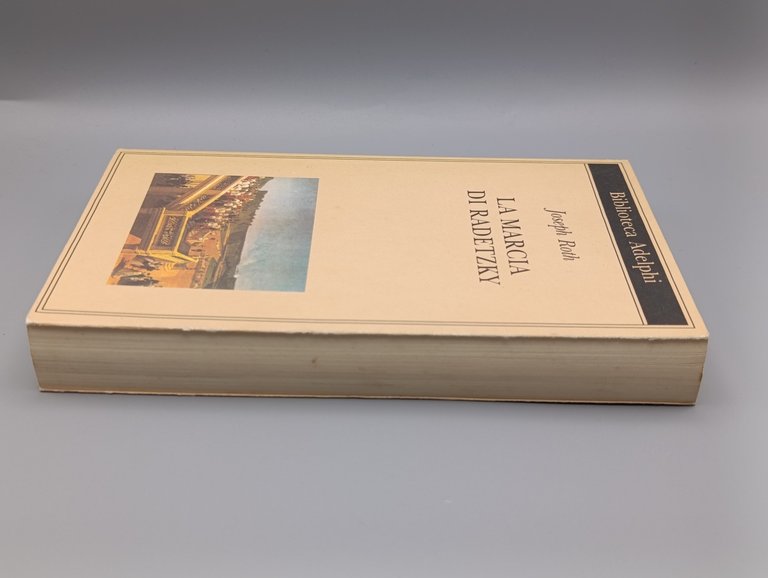 Biblioteca Adelphi
Joseph Roth
LA MARCIA
DI RADETZKY